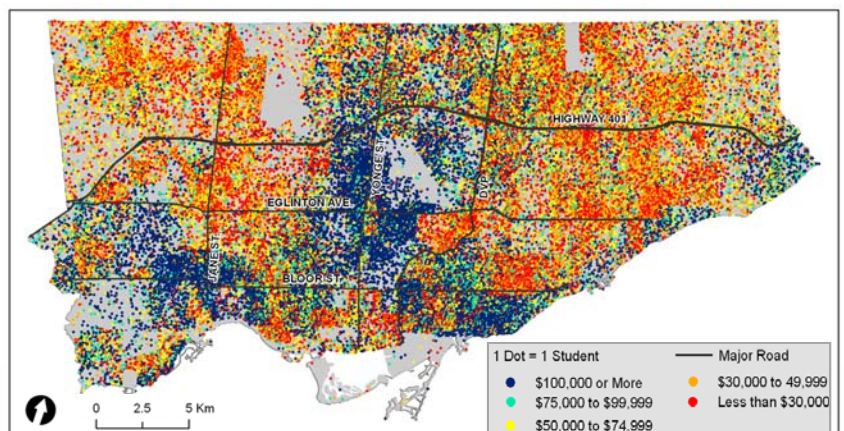 HIGHWAY 401
YONGE ST.
DVP
EGLINTON AVE.
JANE ST.
BLOOR ST.
1 Dot = 1 Student
Major Road
$100,000 or More
$30,000 to 49,999
$75,000 to $99,999
Less than $30,000
$50,000 to $74,999
0 2.5 5 Km